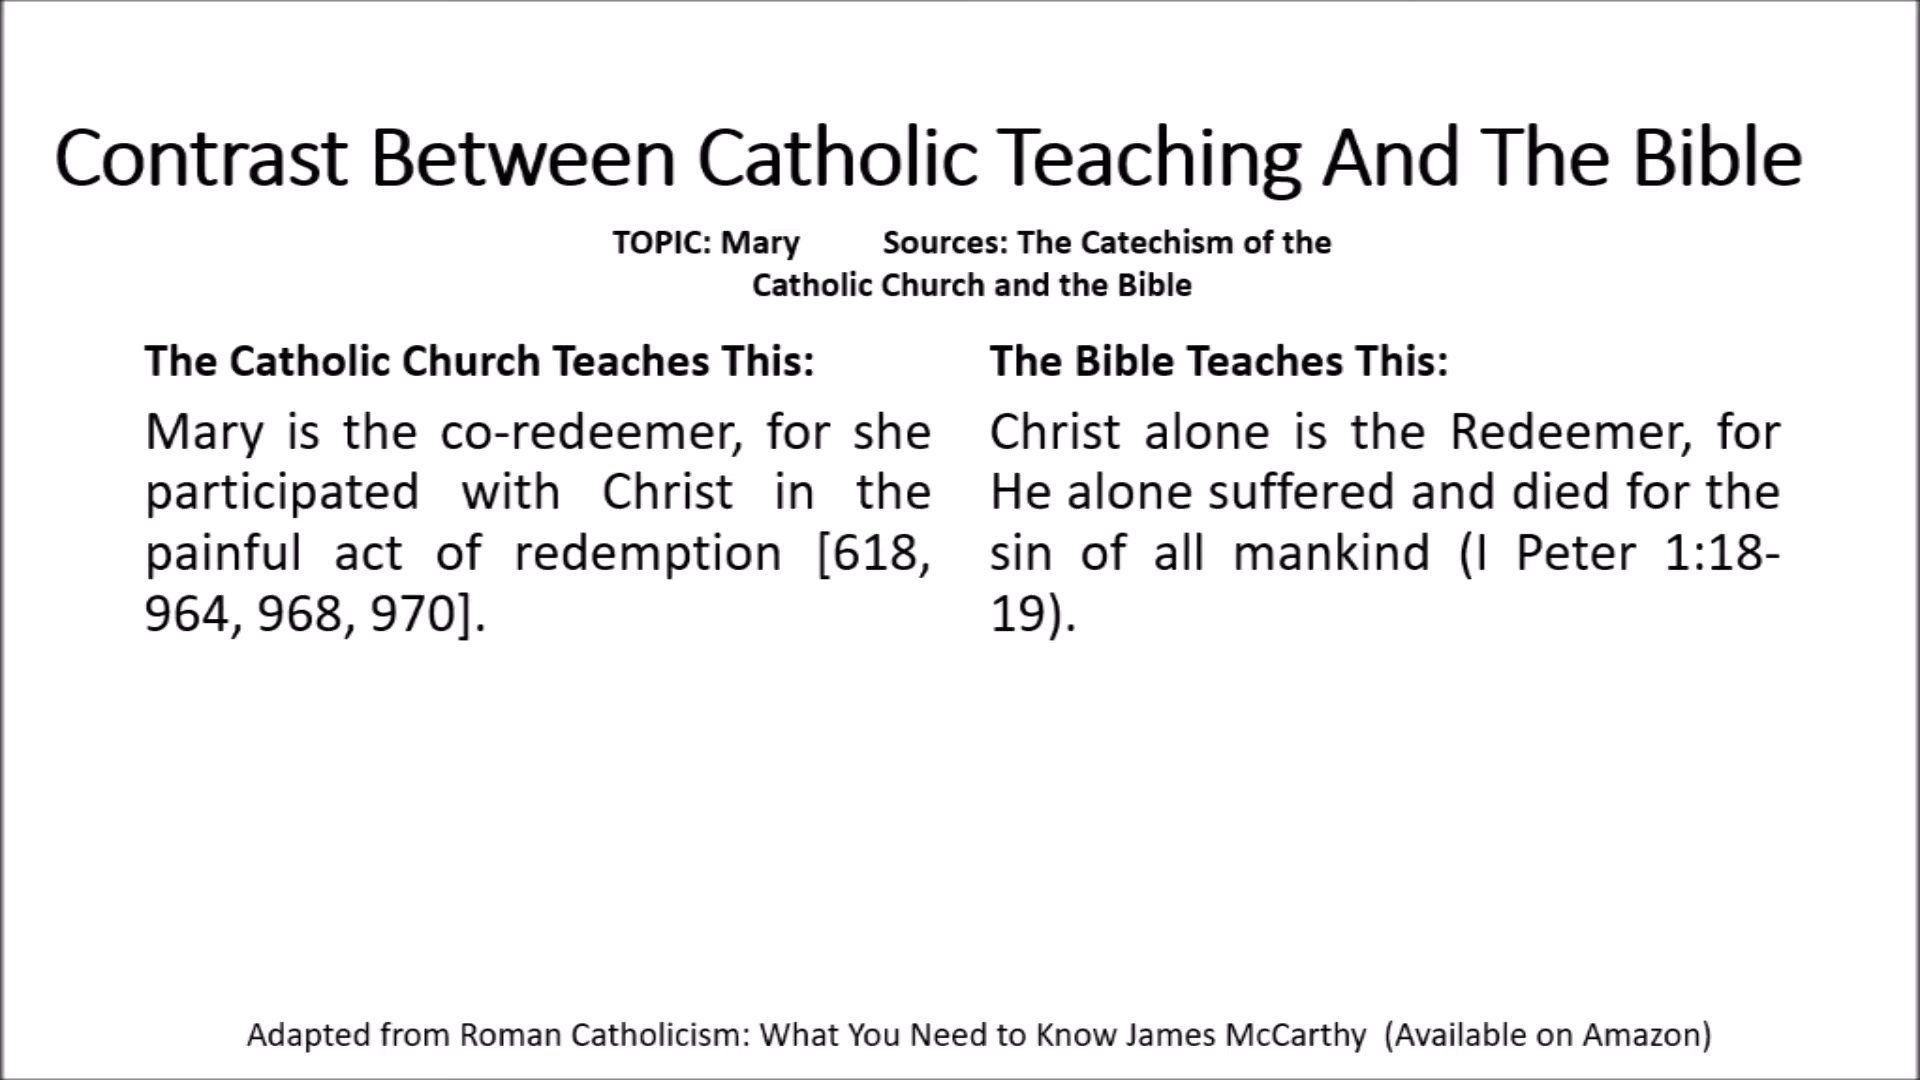 Contrast Between Catholic Teaching And The Bible
TOPIC: Mary Sources: The Catechism of the
Catholic Church and the Bible
The Catholic Church Teaches This:
Mary is the co-redeemer, for she
participated with Christ in the
painful act of redemption [618,
964, 968, 970].
The Bible Teaches This:
Christ alone is the Redeemer, for
He alone suffered and died for the
sin of all mankind (I Peter 1:18-
19).
Adapted from Roman Catholicism: What You Need to Know James McCarthy (Available on Amazon)